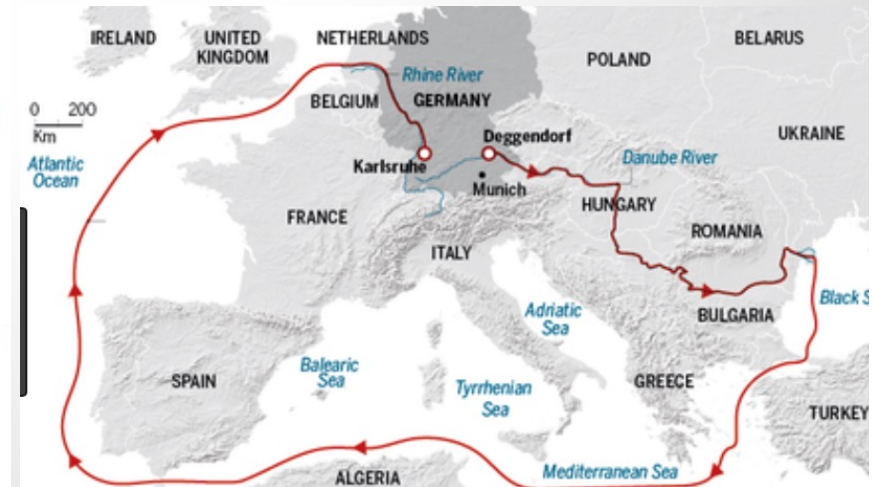 IRELAND
UNITED
KINGDOM
NETHERLANDS
BELARUS
POLAND
Rhine River
BELGIUM
GERMANY
0 200
Km
Deggendorf
UKRAINE
Karlsruhe
Danube River
Atlantic
Ocean
Munich
HUNGARY
FRANCE
ROMANIA
ITALY
Black S
Adriatic
Sea
BULGARIA
Balearic
Sea
SPAIN
Tyrrhenian
Sea
GREECE
TURKEY
ALGERIA
Mediterranean Sea